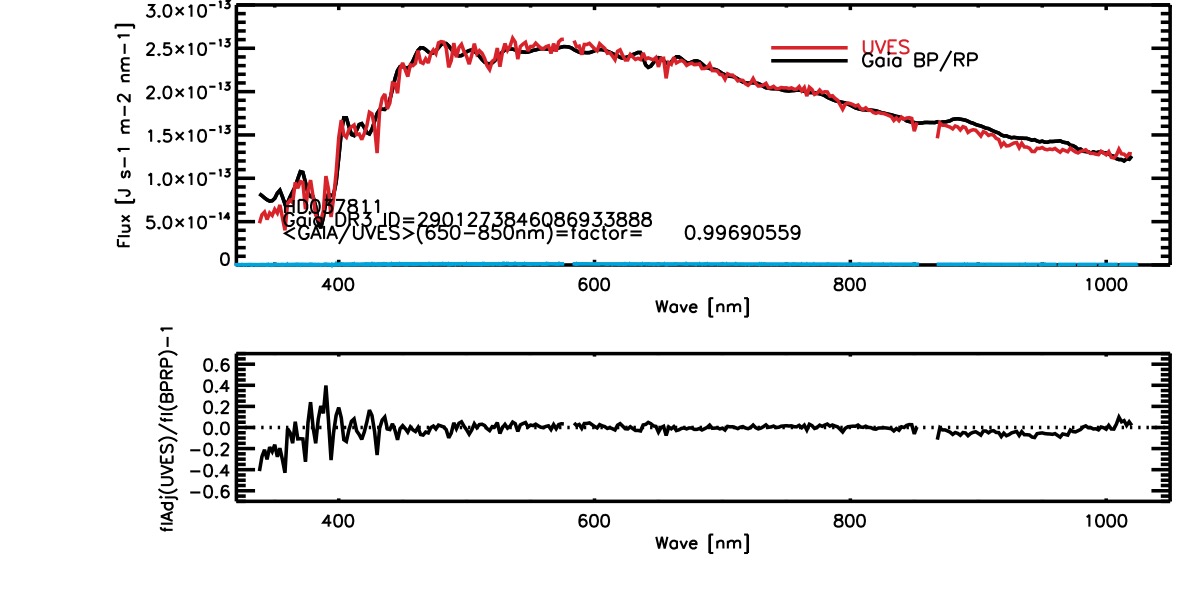 3.0×10⁻¹³
2.5×10⁻¹³
2.0×10⁻¹³
1.5×10⁻¹³
1.0×10⁻¹³
5.0×10⁻¹⁴
0
Flux [J s−1 m−2 nm−1]
UVES
Gaia BP/RP
HD037811
Gaia DR3 ID=2901273846086933888
<GAIA/UVES>(650−850nm)=factor= 0.99690559
400 600 800 1000
Wave [nm]
flAdj(UVES)/fl(BPRP)−1
0.6
0.4
0.2
0.0
−0.2
−0.4
−0.6
400 600 800 1000
Wave [nm]